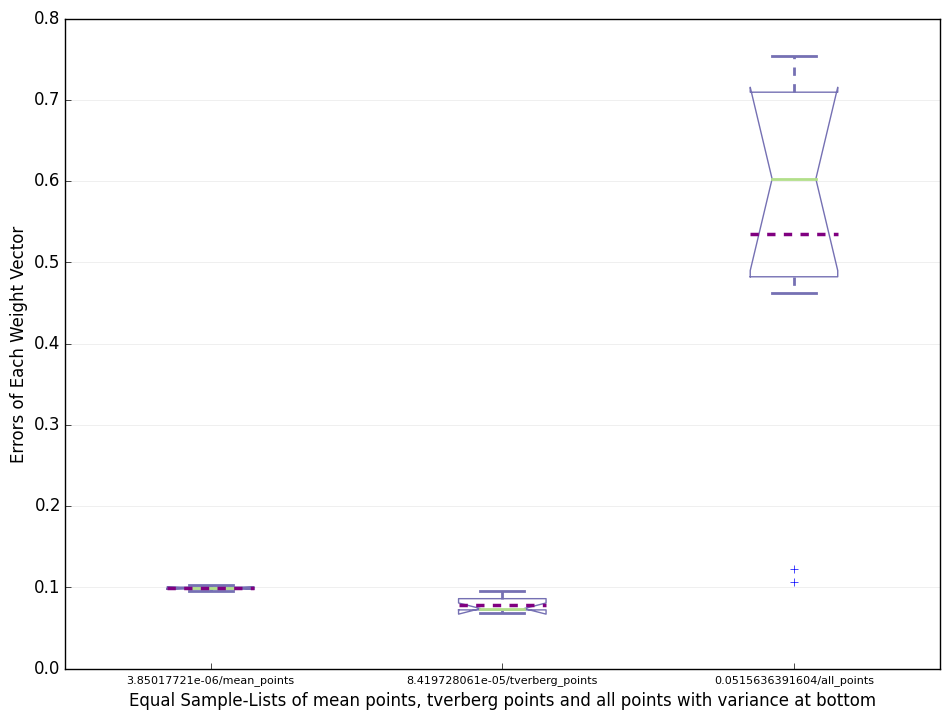 0.8
0.7
0.6
0.5
0.4
0.3
0.2
0.1
0.0
Errors of Each Weight Vector
3.85017721e-06/mean_points
8.419728061e-05/tverberg_points
0.0515636391604/all_points
Equal Sample-Lists of mean points, tverberg points and all points with variance at bottom